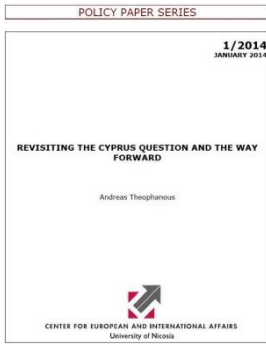 POLICY PAPER SERIES
1/2014
JANUARY 2014
REVISITING THE CYPRUS QUESTION AND THE WAY
FORWARD
Andreas Theophanous
CENTER FOR EUROPEAN AND INTERNATIONAL AFFAIRS
University of Nicosia